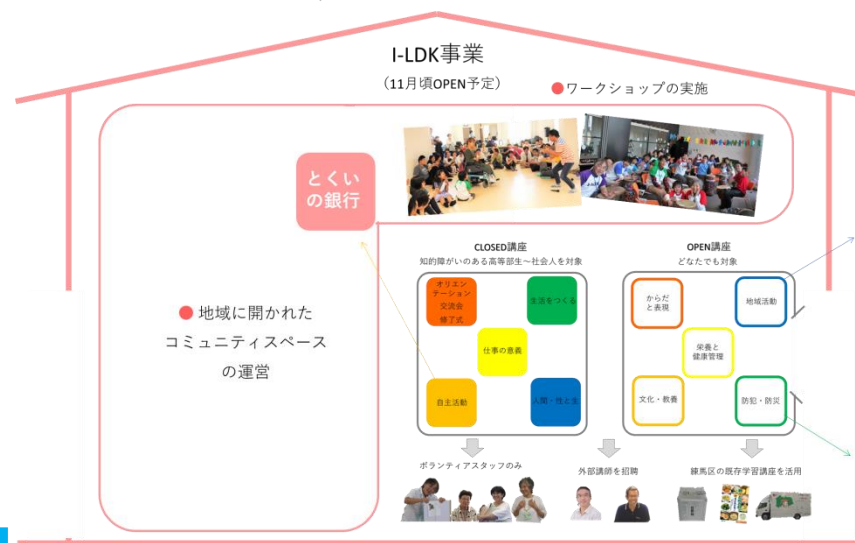 I-LDK事業
（11月頃OPEN予定）
●ワークショップの実施
とくい
の銀行
● 地域に開かれた
コミュニティスペース
の運営
CLOSED講座
知的障がいのある高等部生～社会人を対象
オリエン
テーション
交流会
修了式
生活をつくる
仕事の意義
自主活動
人間・性と生
OPEN講座
どなたでも対象
からだ
と表現
地域活動
栄養と
健康管理
文化・教養
防犯・防災
ボランティアスタッフのみ
外部講師を招聘
練馬区の既存学習講座を活用